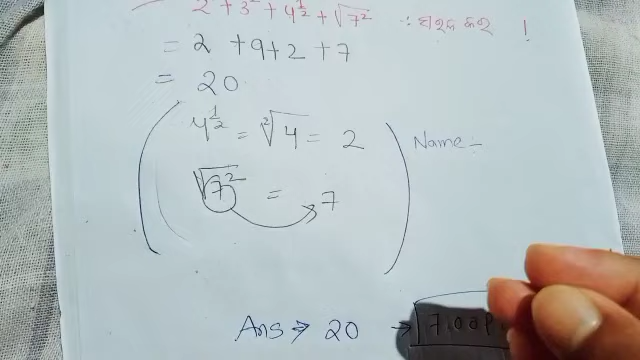 2 + 3² + 4^½ + √7² : ସରଳ କର !
= 2 + 9 + 2 + 7
= 20
4^½ = ²√4 = 2
Name :-
√7² = 7
Ans → 20 →